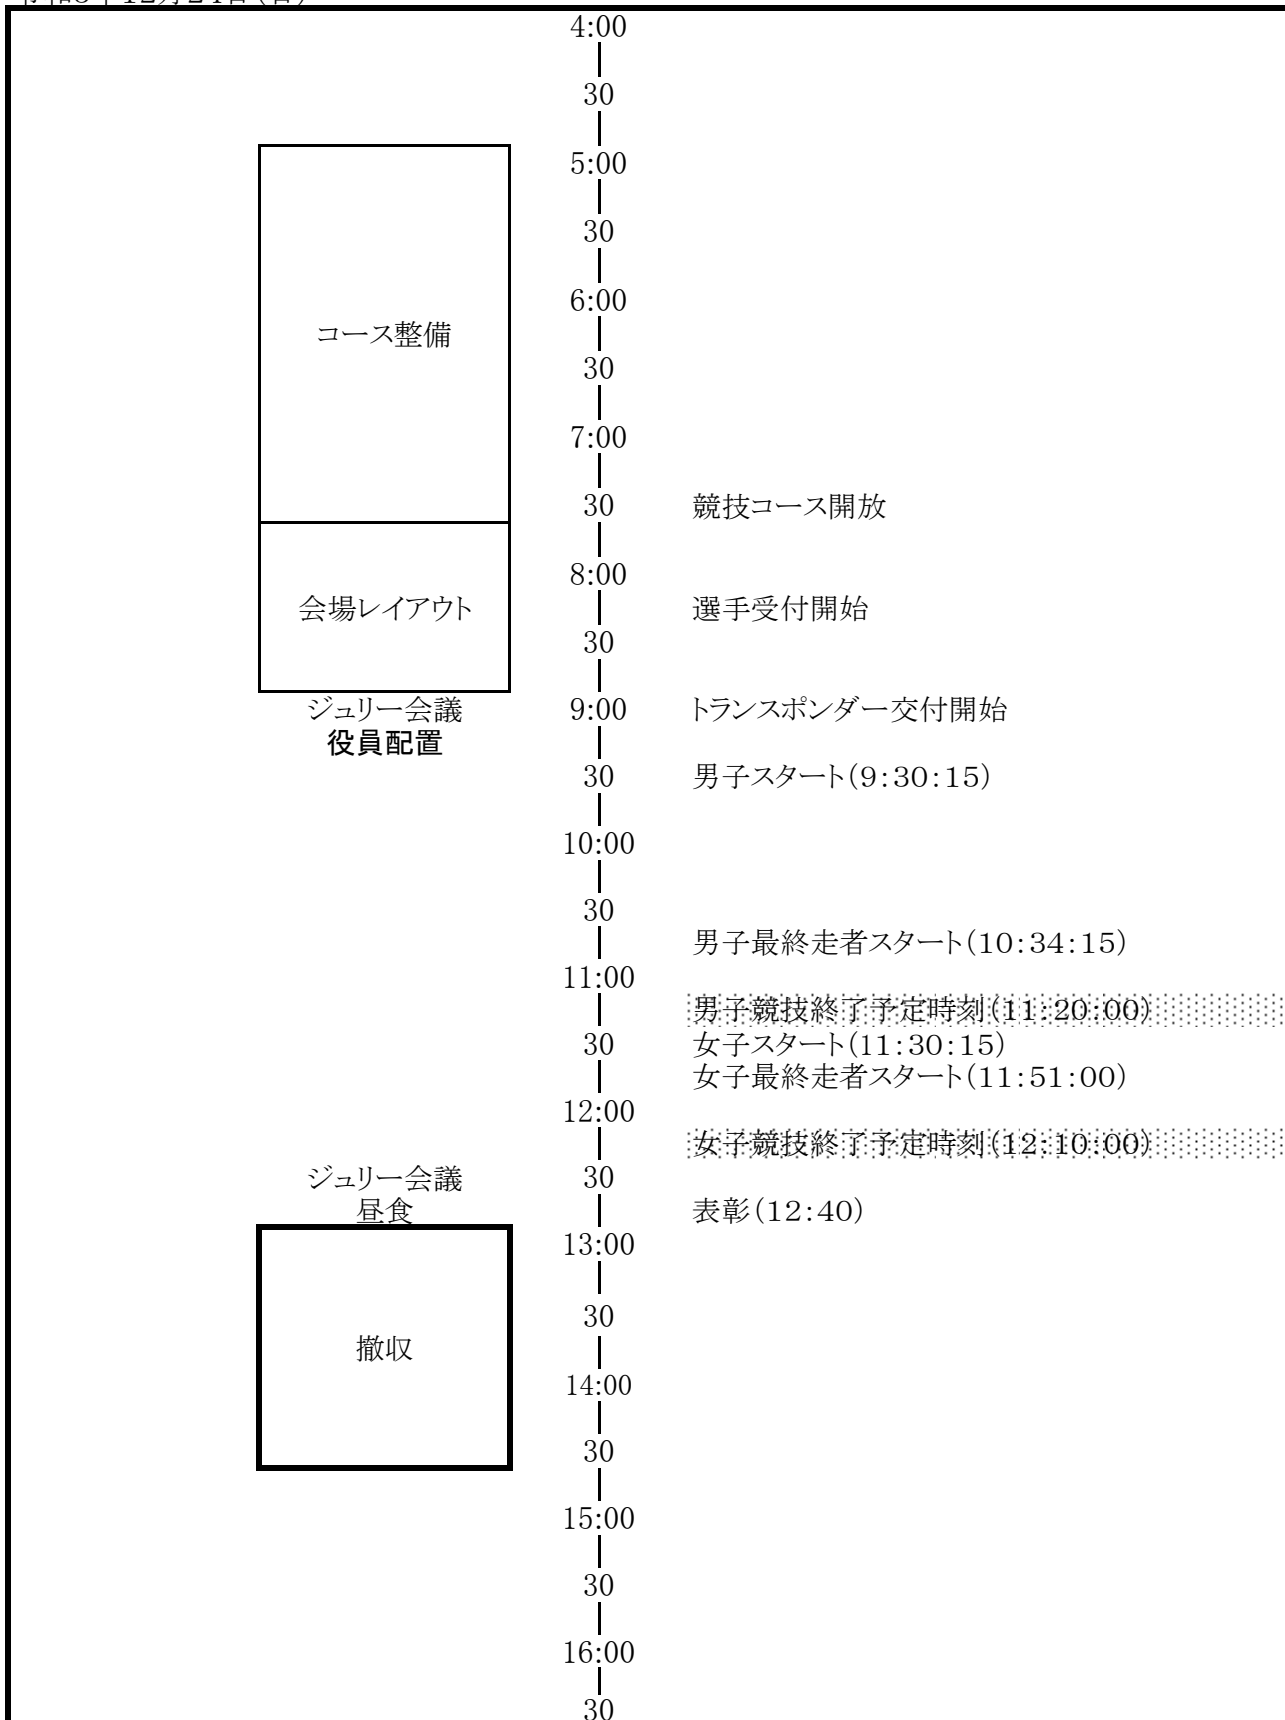 4:00
30
5:00
30
6:00
コース整備
30
7:00
30 競技コース開放
8:00
会場レイアウト 選手受付開始
30
ジュリー会議 9:00 トランスポンダー交付開始
役員配置
30 男子スタート(9:30:15)
10:00
30
男子最終走者スタート(10:34:15)
11:00
男子競技終了予定時刻(11:20:00)
30 女子スタート(11:30:15)
女子最終走者スタート(11:51:00)
12:00
女子競技終了予定時刻(12:10:00)
ジュリー会議 30
昼食 表彰(12:40)
13:00
30
撤収
14:00
30
15:00
30
16:00
30